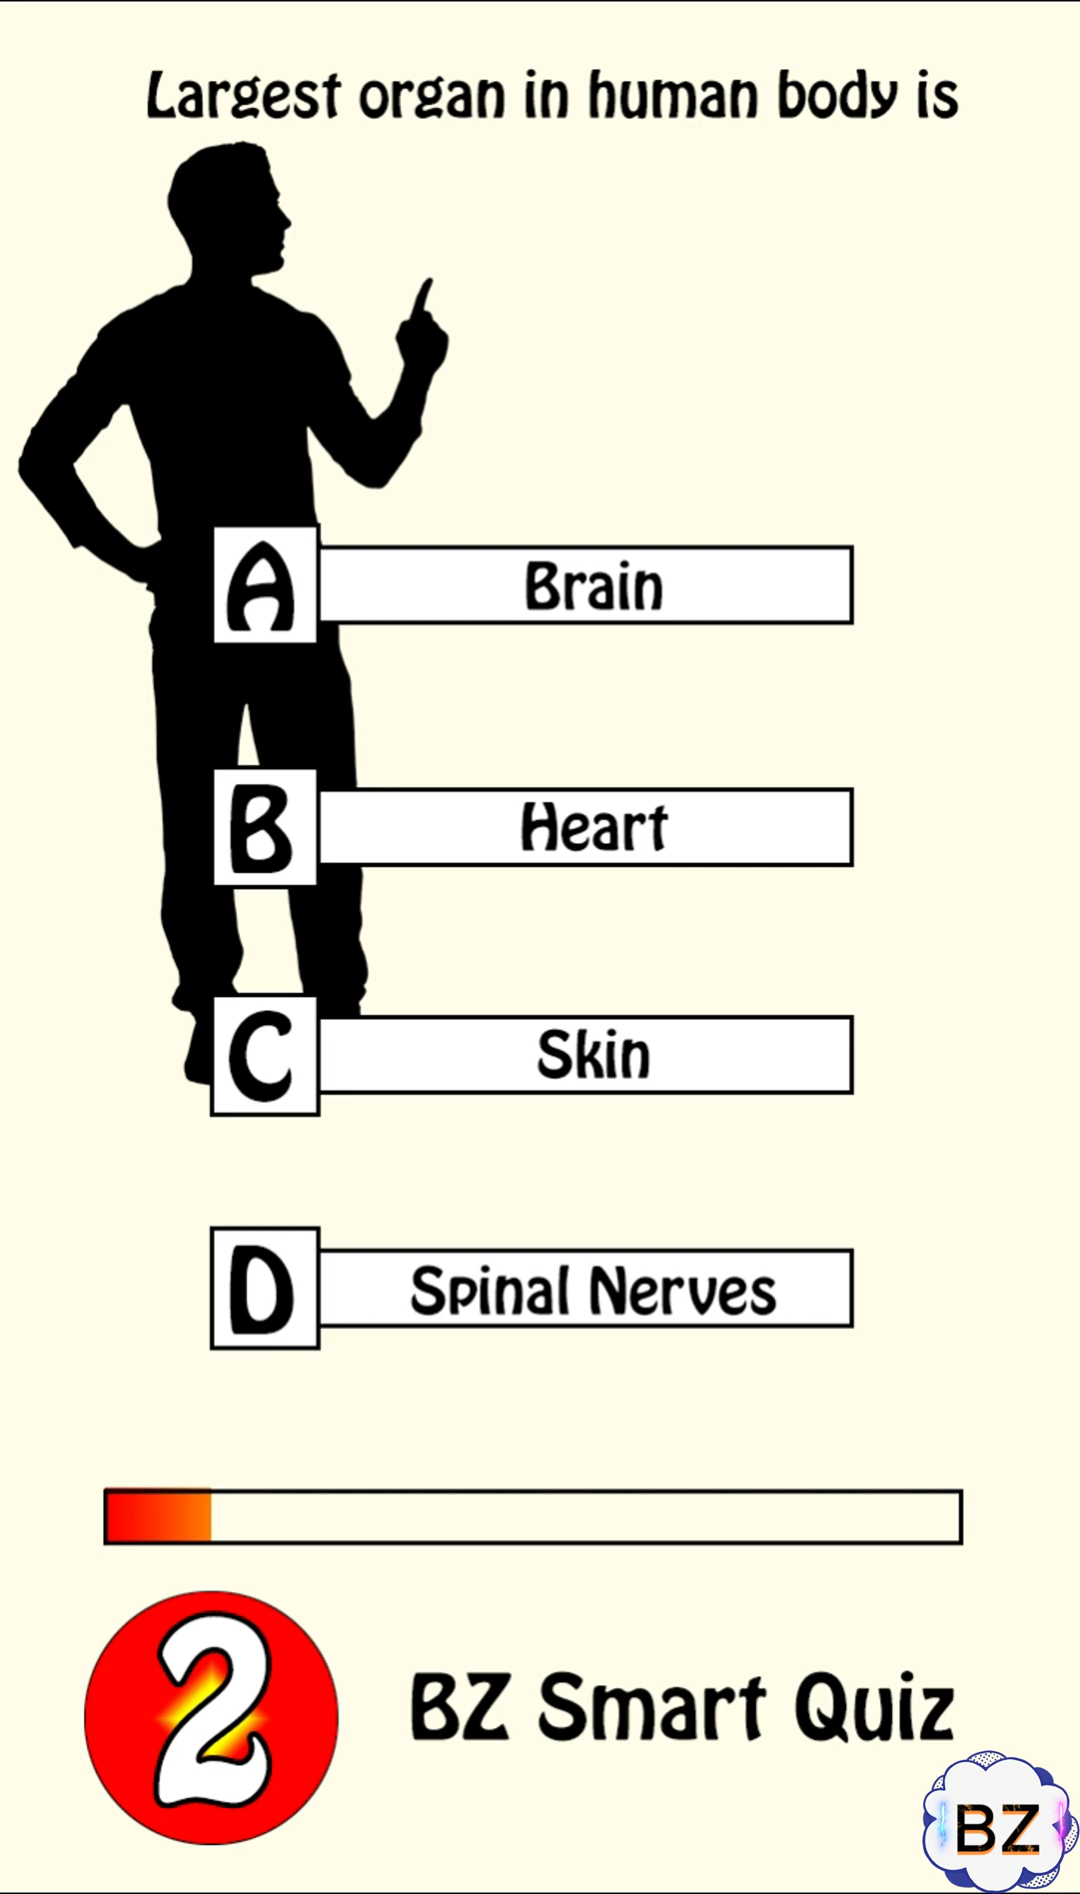 Largest organ in human body is
A
Brain
B
Heart
C
Skin
D
Spinal Nerves
2
BZ Smart Quiz
BZ